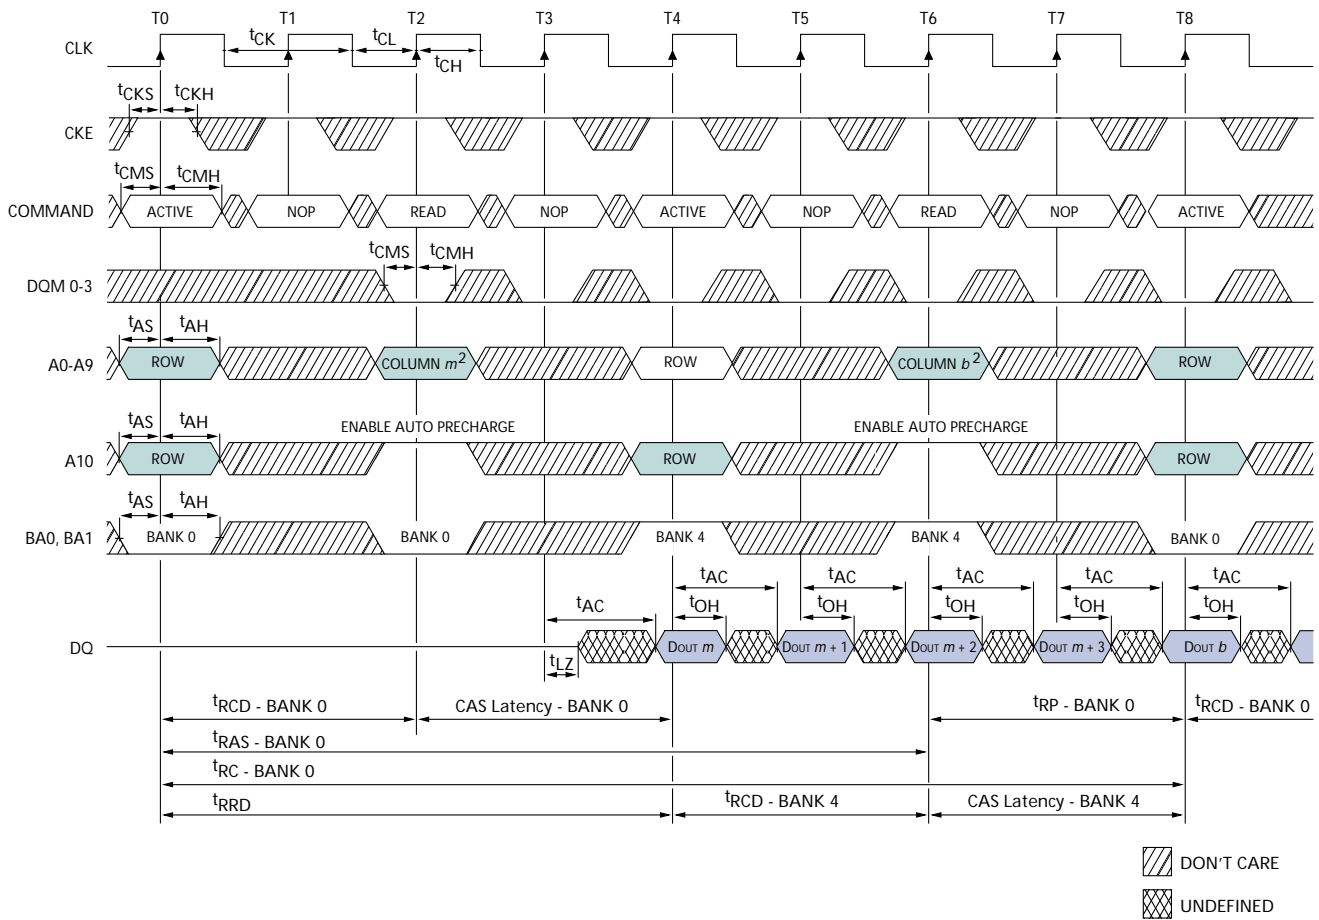 T0 T1 T2 T3 T4 T5 T6 T7 T8
CLK tCK tCL tCH
tCKS tCKH
CKE
tCMS tCMH
COMMAND ACTIVE NOP READ NOP ACTIVE NOP READ NOP ACTIVE
tCMS tCMH
DQM 0-3
tAS tAH
A0-A9 ROW COLUMN m2 ROW COLUMN b2 ROW
tAS tAH ENABLE AUTO PRECHARGE ENABLE AUTO PRECHARGE
A10 ROW ROW ROW
tAS tAH
BA0, BA1 BANK 0 BANK 0 BANK 4 BANK 4 BANK 0
tAC tAC tAC tAC tAC
tAC tOH tOH tOH tOH tOH
DQ DOUT m DOUT m + 1 DOUT m + 2 DOUT m + 3 DOUT b
tLZ
tRCD - BANK 0 CAS Latency - BANK 0 tRP - BANK 0 tRCD - BANK 0
tRAS - BANK 0
tRC - BANK 0
tRRD tRCD - BANK 4 CAS Latency - BANK 4
DON'T CARE
UNDEFINED